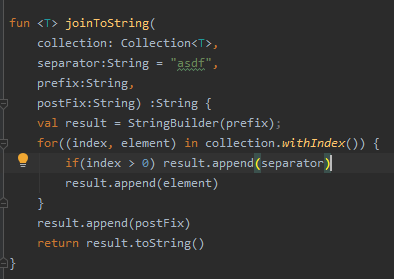 fun <T> joinToString(
collection: Collection<T>,
separator:String = "asdf",
prefix:String,
postFix:String) :String {
val result = StringBuilder(prefix);
for((index, element) in collection.withIndex()) {
if(index > 0) result.append(separator)
result.append(element)
}
result.append(postFix)
return result.toString()
}